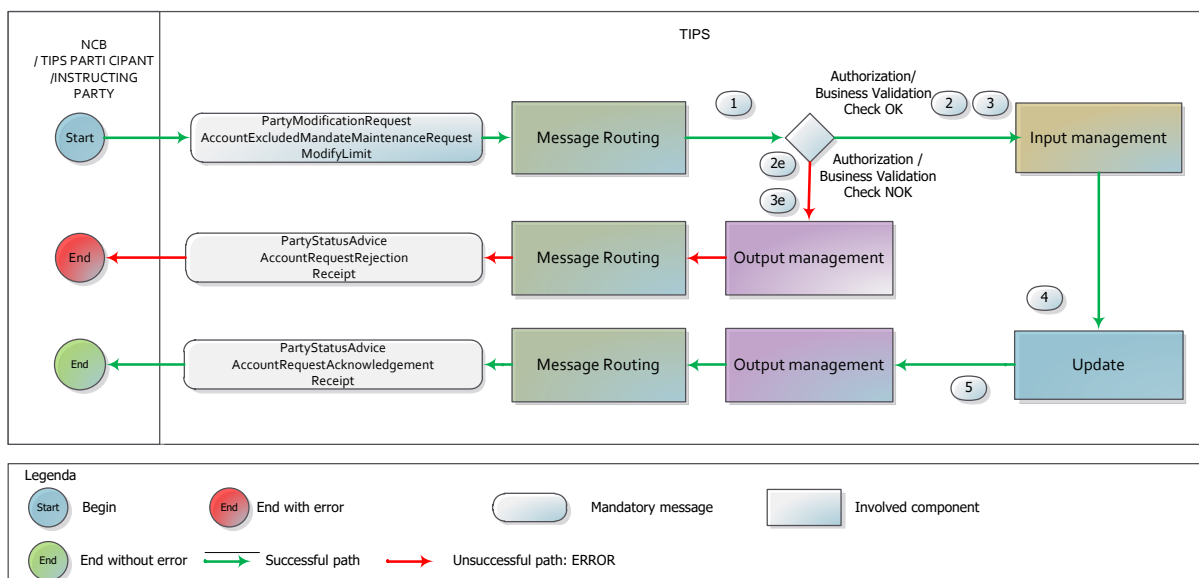 NCB
/ TIPS PARTI CIPANT
/INSTRUCTING
PARTY
TIPS
Start
PartyModificationRequest
AccountExcludedMandateMaintenanceRequest
ModifyLimit
Message Routing
1
Authorization/
Business Validation
Check OK
2
3
Input management
2e
3e
Authorization /
Business Validation
Check NOK
End
PartyStatusAdvice
AccountRequestRejection
Receipt
Message Routing
Output management
4
End
PartyStatusAdvice
AccountRequestAcknowledgement
Receipt
Message Routing
Output management
5
Update
Legenda
Start
Begin
End
End with error
Mandatory message
Involved component
End
End without error
Successful path
Unsuccessful path: ERROR